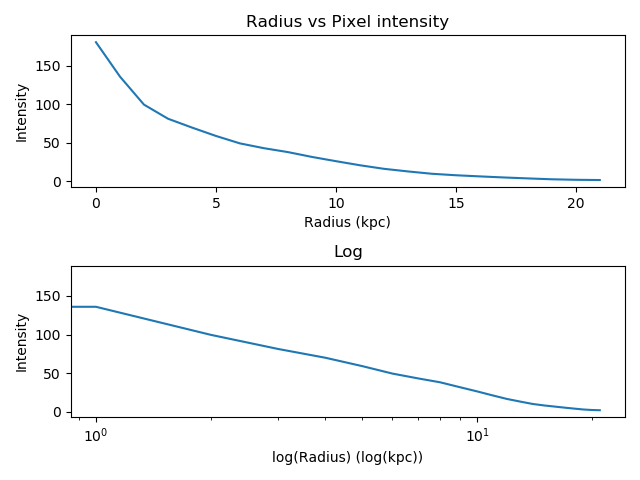 Radius vs Pixel intensity
Intensity
150
100
50
0
0 5 10 15 20
Radius (kpc)
Log
Intensity
150
100
50
0
10⁰ 10¹
log(Radius) (log(kpc))